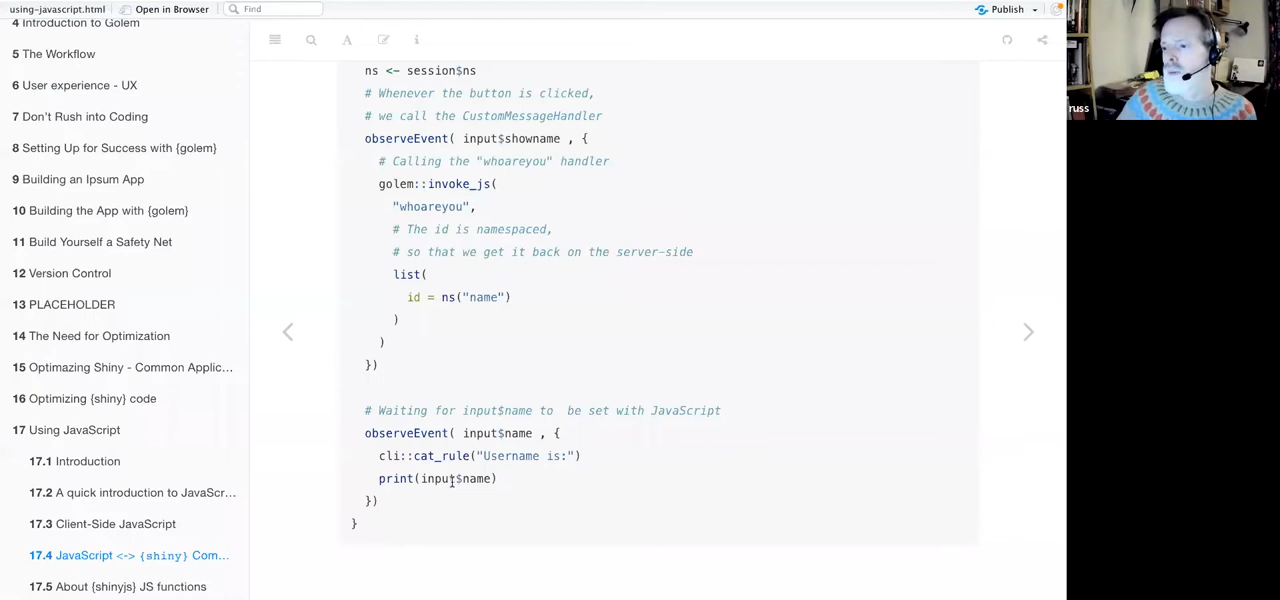 using-javascript.html Open in Browser Find Publish
4 Introduction to Golem
5 The Workflow
6 User experience - UX
7 Don't Rush into Coding
8 Setting Up for Success with {golem}
9 Building an Ipsum App
10 Building the App with {golem}
11 Build Yourself a Safety Net
12 Version Control
13 PLACEHOLDER
14 The Need for Optimization
15 Optimazing Shiny - Common Applic...
16 Optimizing {shiny} code
17 Using JavaScript
17.1 Introduction
17.2 A quick introduction to JavaScr...
17.3 Client-Side JavaScript
17.4 JavaScript <-> {shiny} Com...
17.5 About {shinyjs} JS functions
ns <- session$ns
# Whenever the button is clicked,
# we call the CustomMessageHandler
observeEvent( input$showname , {
# Calling the "whoareyou" handler
golem::invoke_js(
"whoareyou",
# The id is namespaced,
# so that we get it back on the server-side
list(
id = ns("name")
)
)
})
# Waiting for input$name to  be set with JavaScript
observeEvent( input$name , {
cli::cat_rule("Username is:")
print(input$name)
})
}
russ